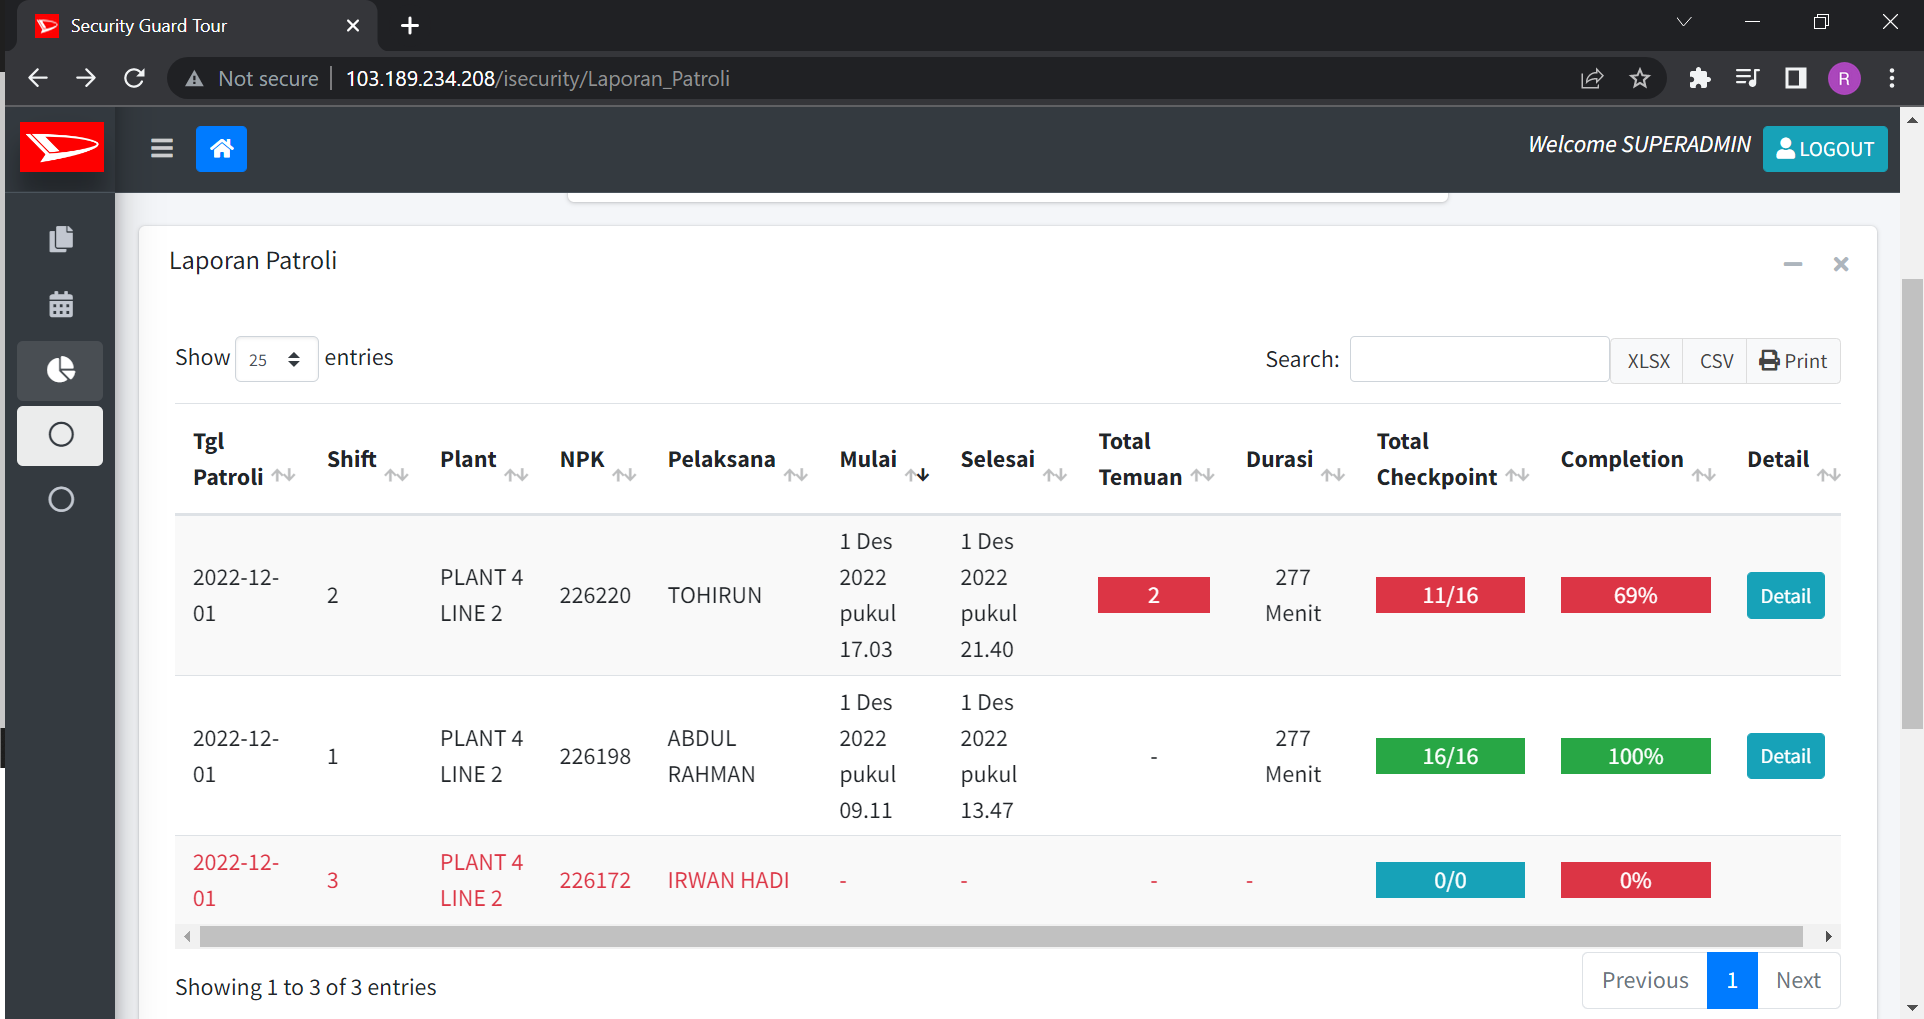 Security Guard Tour
Not secure
103.189.234.208/isecurity/Laporan_Patroli
R
Welcome SUPERADMIN
LOGOUT
Laporan Patroli
Show 25 entries
Search:
XLSX CSV Print
Tgl Patroli Shift Plant NPK Pelaksana Mulai Selesai Total Temuan Durasi Total Checkpoint Completion Detail
2022-12-01 2 PLANT 4 LINE 2 226220 TOHIRUN 1 Des 2022 pukul 17.03 1 Des 2022 pukul 21.40 2 277 Menit 11/16 69% Detail
2022-12-01 1 PLANT 4 LINE 2 226198 ABDUL RAHMAN 1 Des 2022 pukul 09.11 1 Des 2022 pukul 13.47 - 277 Menit 16/16 100% Detail
2022-12-01 3 PLANT 4 LINE 2 226172 IRWAN HADI - - - - 0/0 0%
Showing 1 to 3 of 3 entries
Previous 1 Next